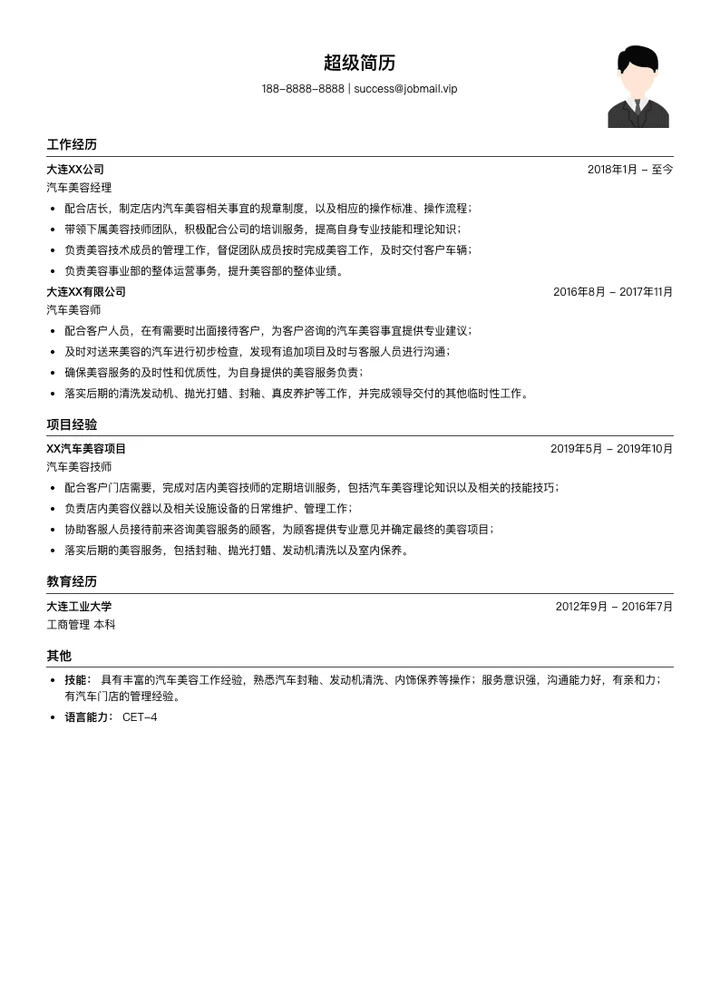 超级简历
188-8888-8888 | success@jobmail.vip
工作经历
大连XX公司 2018年1月 – 至今
汽车美容经理
• 配合店长，制定店内汽车美容相关事宜的规章制度，以及相应的操作标准、操作流程；
• 带领下属美容技师团队，积极配合公司的培训服务，提高自身专业技能和理论知识；
• 负责美容技术成员的管理工作，督促团队成员按时完成美容工作，及时交付客户车辆；
• 负责美容事业部的整体运营事务，提升美容部的整体业绩。
大连XX有限公司 2016年8月 – 2017年11月
汽车美容师
• 配合客户人员，在有需要时出面接待客户，为客户咨询的汽车美容事宜提供专业建议；
• 及时对送来美容的汽车进行初步检查，发现有追加项目及时与客服人员进行沟通；
• 确保美容服务的及时性和优质性，为自身提供的美容服务负责；
• 落实后期的清洗发动机、抛光打蜡、封釉、真皮养护等工作，并完成领导交付的其他临时性工作。
项目经验
XX汽车美容项目 2019年5月 – 2019年10月
汽车美容技师
• 配合客户门店需要，完成对店内美容技师的定期培训服务，包括汽车美容理论知识以及相关的技能技巧；
• 负责店内美容仪器以及相关设施设备的日常维护、管理工作；
• 协助客服人员接待前来咨询美容服务的顾客，为顾客提供专业意见并确定最终的美容项目；
• 落实后期的美容服务，包括封釉、抛光打蜡、发动机清洗以及室内保养。
教育经历
大连工业大学 2012年9月 – 2016年7月
工商管理 本科
其他
• 技能： 具有丰富的汽车美容工作经验，熟悉汽车封釉、发动机清洗、内饰保养等操作；服务意识强，沟通能力好，有亲和力；
有汽车门店的管理经验。
• 语言能力： CET-4